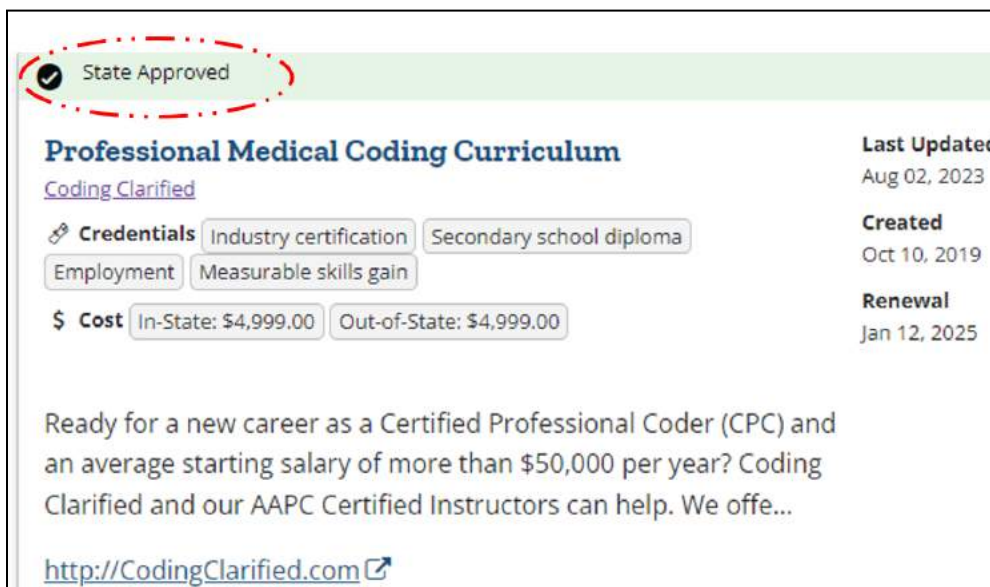 State Approved
Professional Medical Coding Curriculum
Coding Clarified
Credentials Industry certification Secondary school diploma
Employment Measurable skills gain
$ Cost In-State: $4,999.00 Out-of-State: $4,999.00
Last Updated
Aug 02, 2023
Created
Oct 10, 2019
Renewal
Jan 12, 2025
Ready for a new career as a Certified Professional Coder (CPC) and
an average starting salary of more than $50,000 per year? Coding
Clarified and our AAPC Certified Instructors can help. We offe...
http://CodingClarified.com